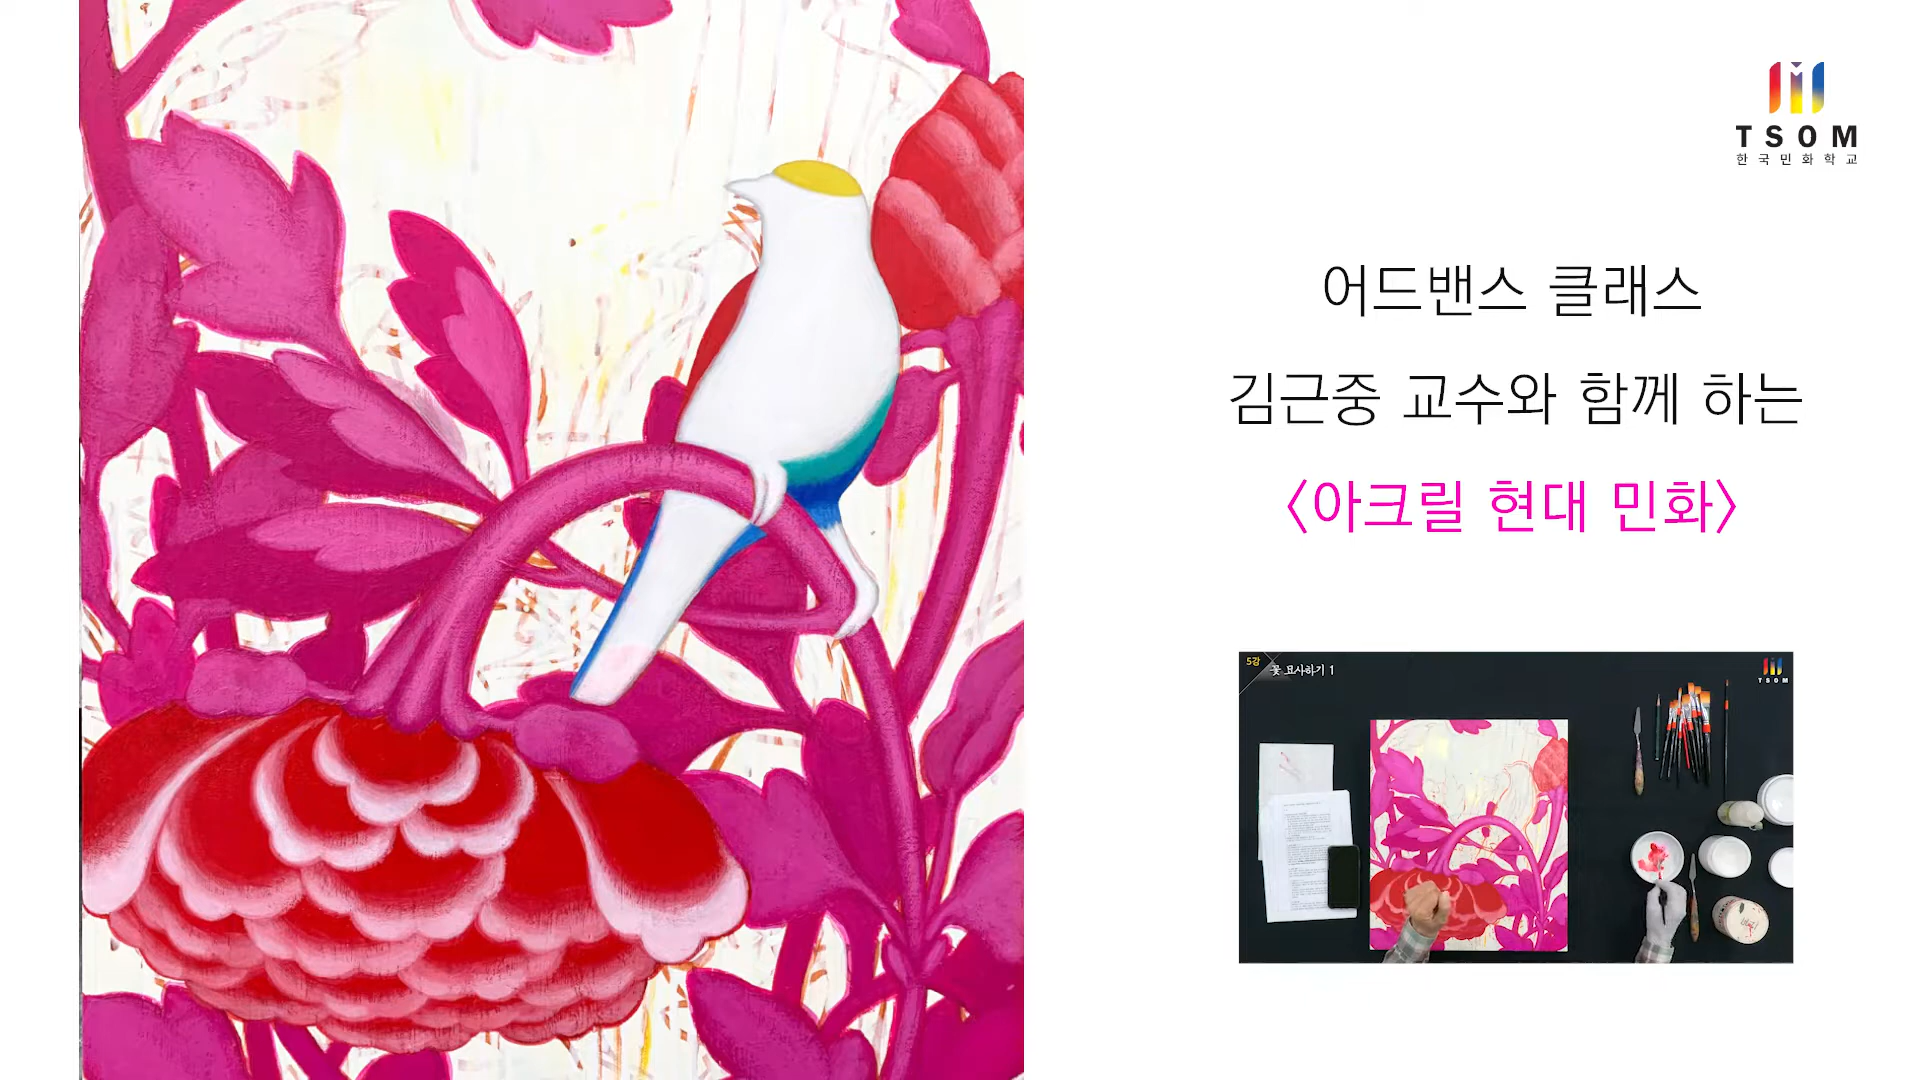 TSOM
한국민화학교
어드밴스 클래스
김근중 교수와 함께 하는
〈아크릴 현대 민화〉
5강 꽃 묘사하기 1
TSOM